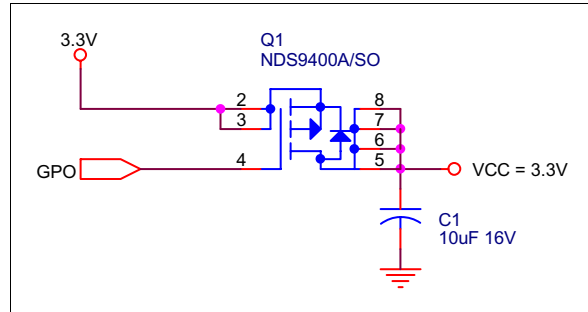 3.3V
Q1
NDS9400A/SO
2
3
4
8
7
6
5
GPO
VCC = 3.3V
C1
10uF 16V